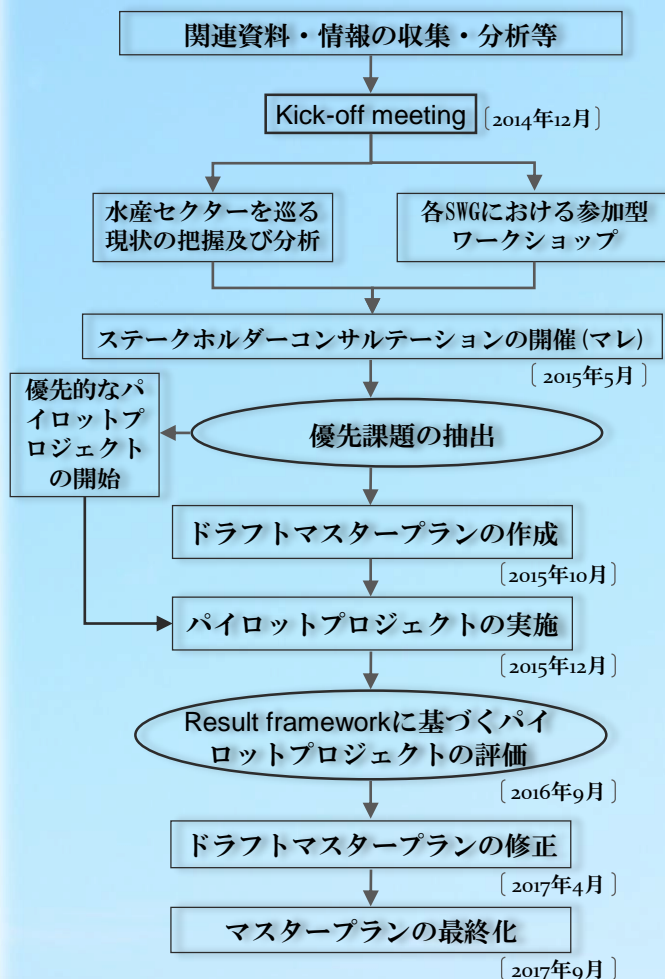 関連資料・情報の収集・分析等
Kick-off meeting
〔2014年12月〕
水産セクターを巡る
現状の把握及び分析
各SWGにおける参加型
ワークショップ
ステークホルダーコンサルテーションの開催(マレ)
〔2015年5月〕
優先的なパ
イロットプ
ロジェクト
の開始
優先課題の抽出
ドラフトマスタープランの作成
〔2015年10月〕
パイロットプロジェクトの実施
〔2015年12月〕
Result frameworkに基づくパイ
ロットプロジェクトの評価
〔2016年9月〕
ドラフトマスタープランの修正
〔2017年4月〕
マスタープランの最終化
〔2017年9月〕